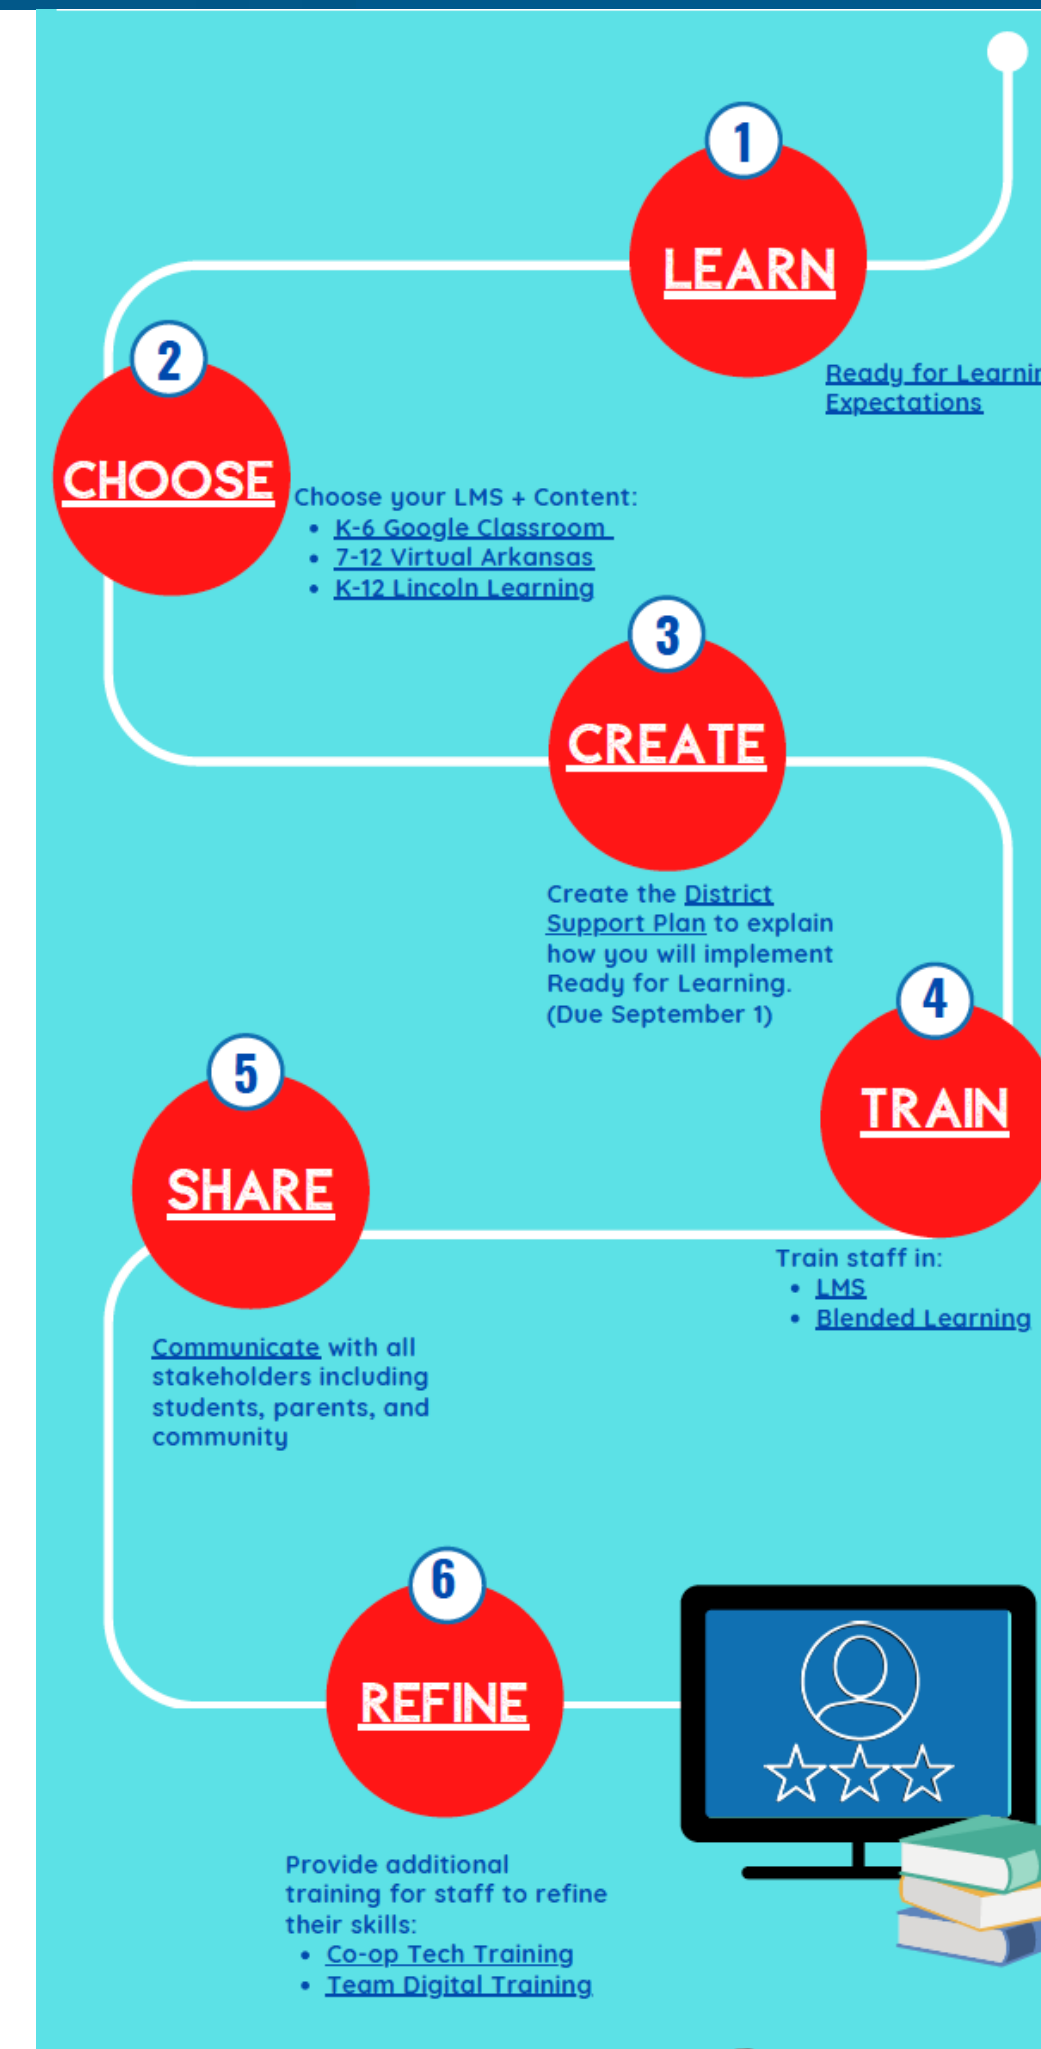 1
LEARN
Ready for Learnin
Expectations
2
CHOOSE
Choose your LMS + Content:
• K-6 Google Classroom
• 7-12 Virtual Arkansas
• K-12 Lincoln Learning
3
CREATE
Create the District
Support Plan to explain
how you will implement
Ready for Learning.
(Due September 1)
4
TRAIN
Train staff in:
• LMS
• Blended Learning
5
SHARE
Communicate with all
stakeholders including
students, parents, and
community
6
REFINE
Provide additional
training for staff to refine
their skills:
• Co-op Tech Training
• Team Digital Training